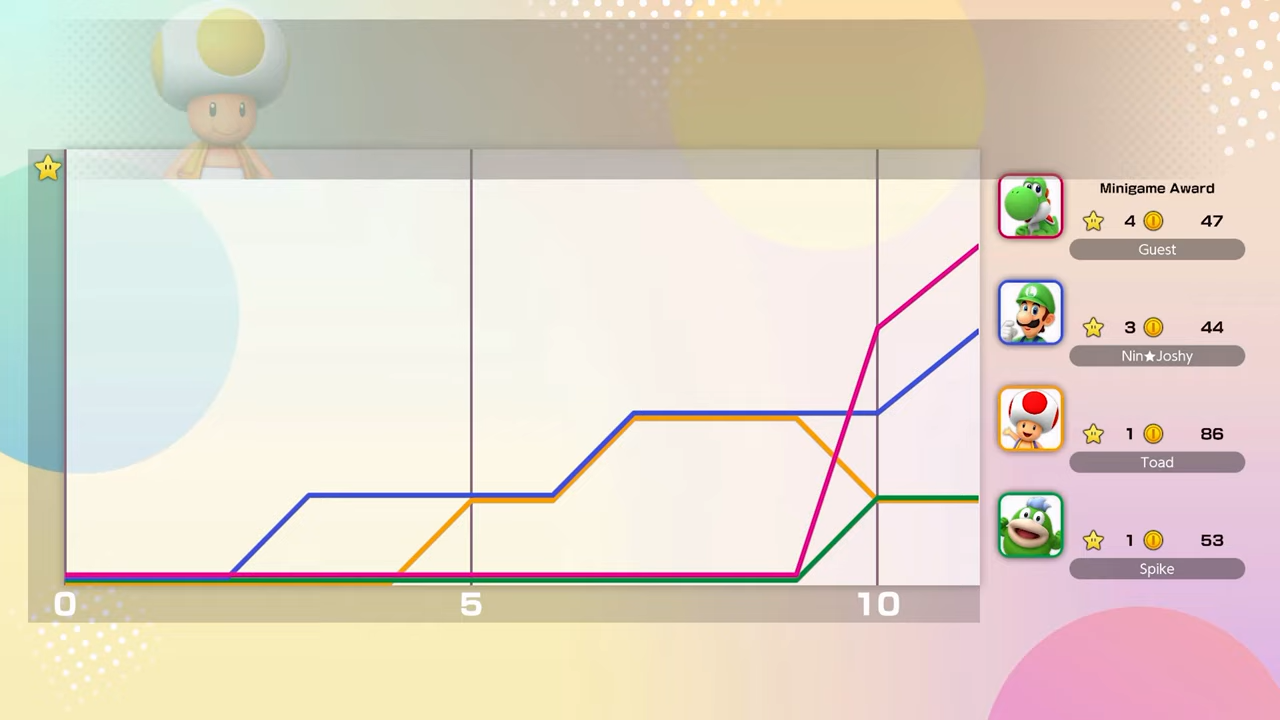 Minigame Award
4 47
Guest
3 44
Nin★Joshy
1 86
Toad
1 53
Spike
0 5 10